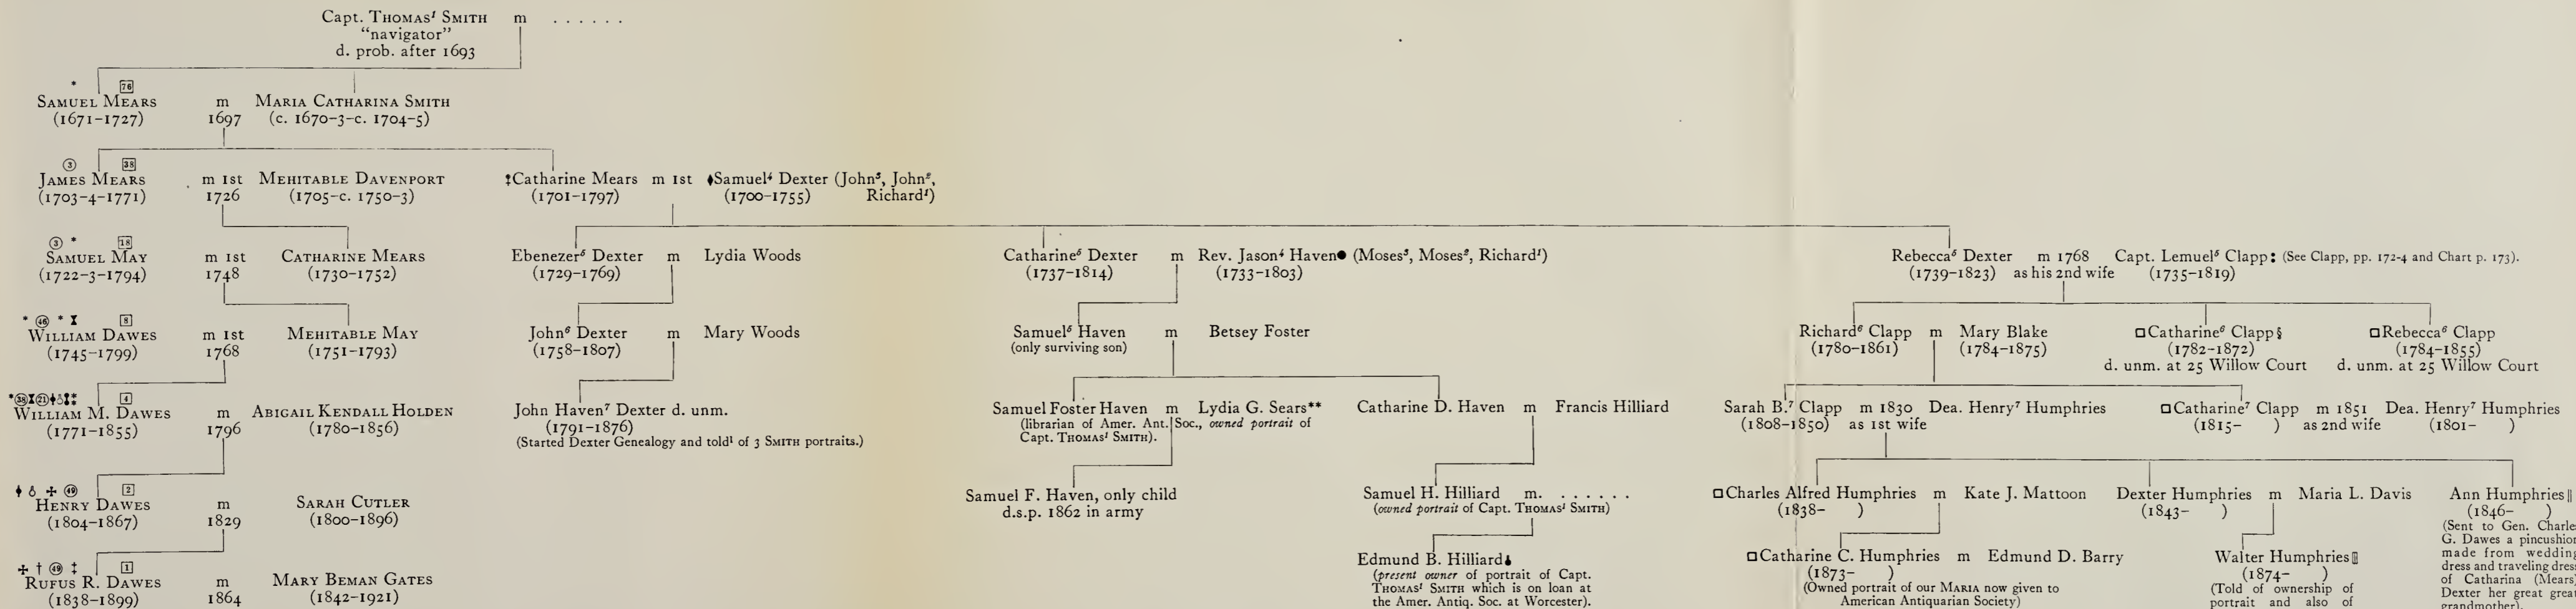 Capt. THOMAS¹ SMITH m . . . . . .
"navigator"
d. prob. after 1693
* 76
SAMUEL MEARS m MARIA CATHARINA SMITH
(1671-1727) 1697 (c. 1670-3-c. 1704-5)
3 38
JAMES MEARS m 1st MEHITABLE DAVENPORT ‡Catharine Mears m 1st ♦Samuel⁴ Dexter (John³, John²,
(1703-4-1771) 1726 (1705-c. 1750-3) (1701-1797) (1700-1755) Richard¹)
3 * 18
SAMUEL MAY m 1st CATHARINE MEARS Ebenezer⁵ Dexter m Lydia Woods Catharine⁵ Dexter m Rev. Jason⁴ Haven● (Moses³, Moses², Richard¹) Rebecca⁵ Dexter m 1768 Capt. Lemuel⁵ Clapp: (See Clapp, pp. 172-4 and Chart p. 173).
(1722-3-1794) 1748 (1730-1752) (1729-1769) (1737-1814) (1733-1803) (1739-1823) as his 2nd wife (1735-1819)
* 46 * 8
WILLIAM DAWES m 1st MEHITABLE MAY John⁶ Dexter m Mary Woods Samuel⁵ Haven m Betsey Foster Richard⁶ Clapp m Mary Blake □Catharine⁶ Clapp§ □Rebecca⁶ Clapp
(1745-1799) 1768 (1751-1793) (1758-1807) (only surviving son) (1780-1861) (1784-1875) (1782-1872) (1784-1855)
d. unm. at 25 Willow Court d. unm. at 25 Willow Court
* 38 21 4
WILLIAM M. DAWES m ABIGAIL KENDALL HOLDEN John Haven⁷ Dexter d. unm. Samuel Foster Haven m Lydia G. Sears** Catharine D. Haven m Francis Hilliard Sarah B.⁷ Clapp m 1830 Dea. Henry⁷ Humphries □Catharine⁷ Clapp m 1851 Dea. Henry⁷ Humphries
(1771-1855) 1796 (1780-1856) (1791-1876) (librarian of Amer. Ant. Soc., owned portrait of (1808-1850) as 1st wife (1815- ) as 2nd wife (1801- )
(Started Dexter Genealogy and told¹ of 3 SMITH portraits.) Capt. THOMAS¹ SMITH).
49 2
HENRY DAWES m SARAH CUTLER Samuel F. Haven, only child Samuel H. Hilliard m. . . . . . . □Charles Alfred Humphries m Kate J. Mattoon Dexter Humphries m Maria L. Davis Ann Humphries||
(1804-1867) 1829 (1800-1896) d.s.p. 1862 in army (owned portrait of Capt. THOMAS¹ SMITH) (1838- ) (1843- ) (1846- )
(Sent to Gen. Charles
G. Dawes a pincushion
made from wedding
dress and traveling dress
of Catharina (Mears)
Dexter her great great
grandmother).
† 49 ‡ 1
RUFUS R. DAWES m MARY BEMAN GATES Edmund B. Hilliard □Catharine C. Humphries m Edmund D. Barry Walter Humphries
(1838-1899) 1864 (1842-1921) (present owner of portrait of Capt. (1873- ) (1874- )
THOMAS¹ SMITH which is on loan at (Owned portrait of our MARIA now given to (Told of ownership of
the Amer. Antiq. Soc. at Worcester). American Antiquarian Society) portrait and also of